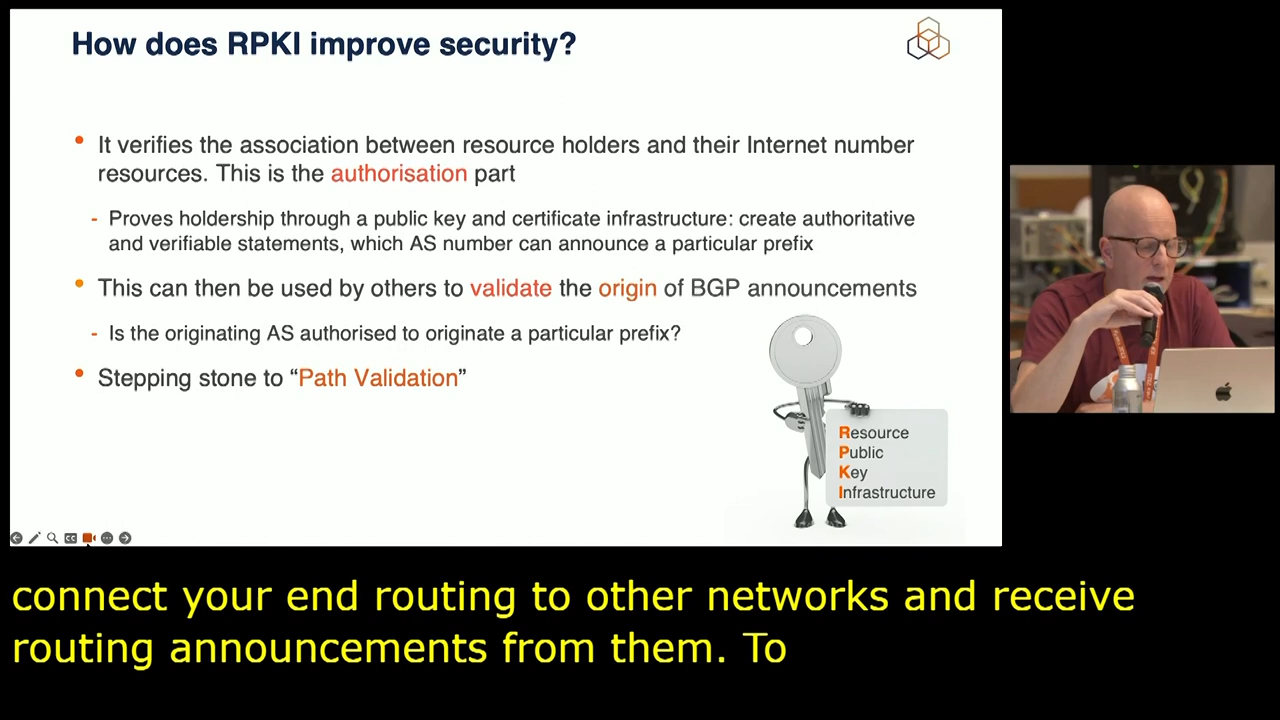 How does RPKI improve security?
• It verifies the association between resource holders and their Internet number
resources. This is the authorisation part
- Proves holdership through a public key and certificate infrastructure: create authoritative
and verifiable statements, which AS number can announce a particular prefix
• This can then be used by others to validate the origin of BGP announcements
- Is the originating AS authorised to originate a particular prefix?
• Stepping stone to “Path Validation”
Resource
Public
Key
Infrastructure
connect your end routing to other networks and receive
routing announcements from them. To